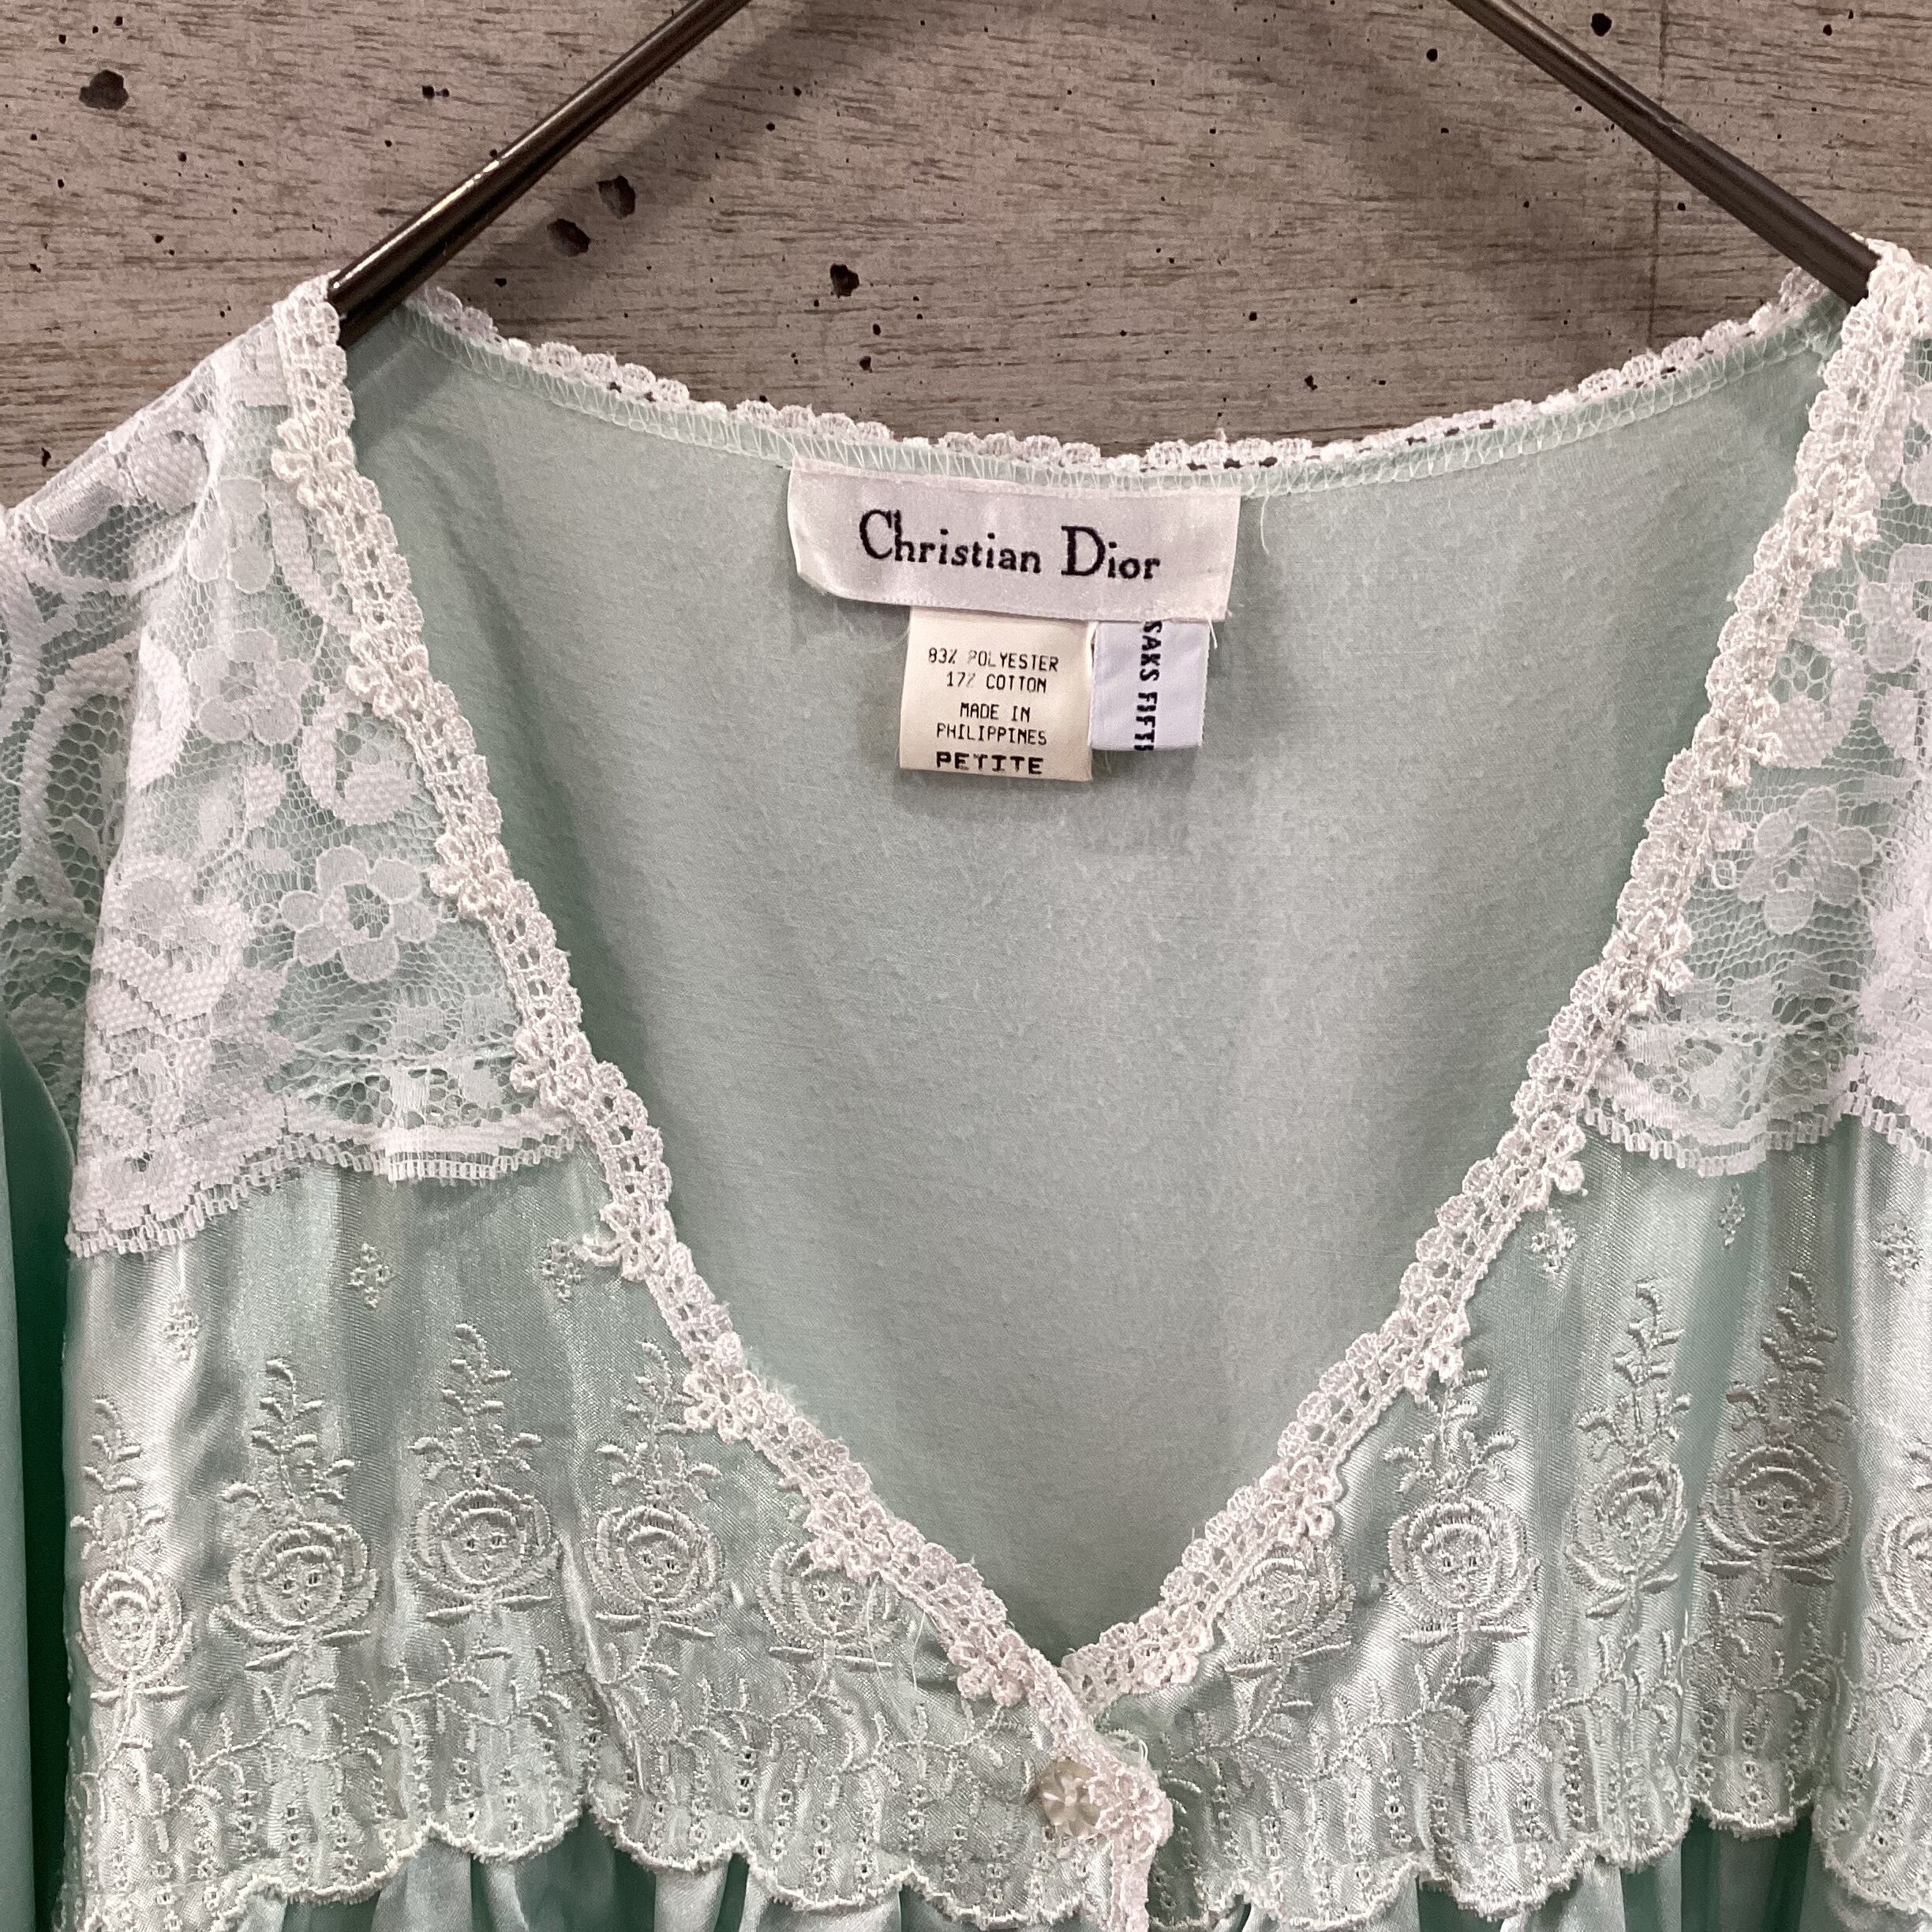 Christian Dior
83% POLYESTER
17% COTTON
MADE IN
PHILIPPINES
PETITE
SAKS FIFTH